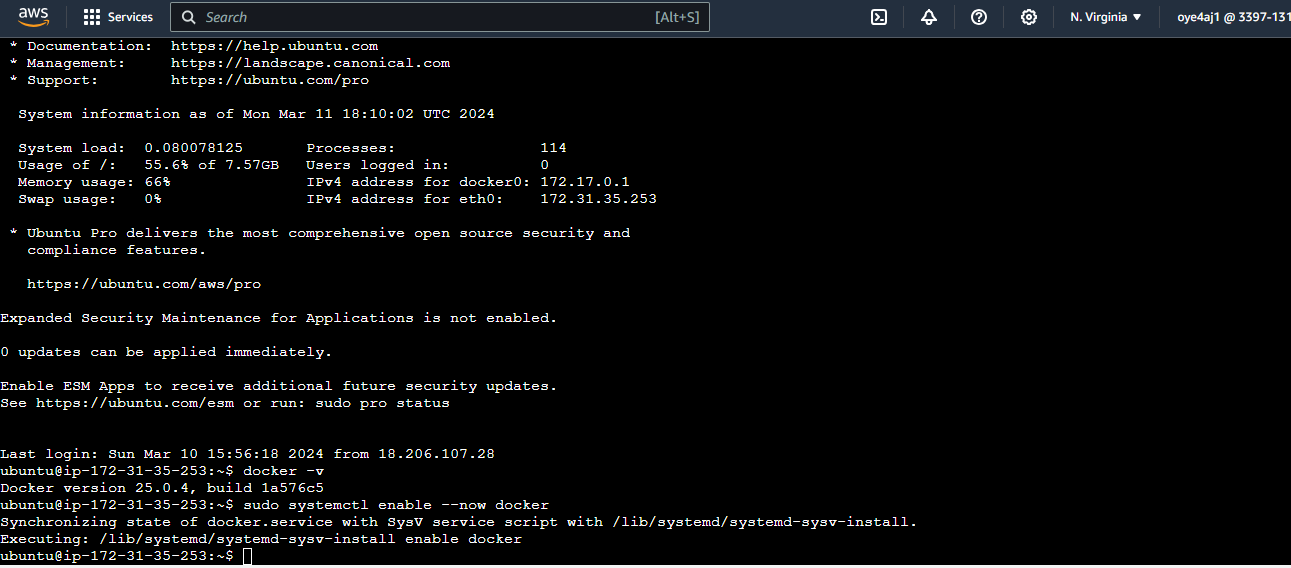 aws
Services
Search
[Alt+S]
N. Virginia
oye4aj1 @ 3397-131
* Documentation:  https://help.ubuntu.com
* Management:     https://landscape.canonical.com
* Support:        https://ubuntu.com/pro
System information as of Mon Mar 11 18:10:02 UTC 2024
System load:  0.080078125       Processes:                114
Usage of /:   55.6% of 7.57GB   Users logged in:          0
Memory usage: 66%               IPv4 address for docker0: 172.17.0.1
Swap usage:   0%                IPv4 address for eth0:    172.31.35.253
* Ubuntu Pro delivers the most comprehensive open source security and
compliance features.
https://ubuntu.com/aws/pro
Expanded Security Maintenance for Applications is not enabled.
0 updates can be applied immediately.
Enable ESM Apps to receive additional future security updates.
See https://ubuntu.com/esm or run: sudo pro status
Last login: Sun Mar 10 15:56:18 2024 from 18.206.107.28
ubuntu@ip-172-31-35-253:~$ docker -v
Docker version 25.0.4, build 1a576c5
ubuntu@ip-172-31-35-253:~$ sudo systemctl enable --now docker
Synchronizing state of docker.service with SysV service script with /lib/systemd/systemd-sysv-install.
Executing: /lib/systemd/systemd-sysv-install enable docker
ubuntu@ip-172-31-35-253:~$